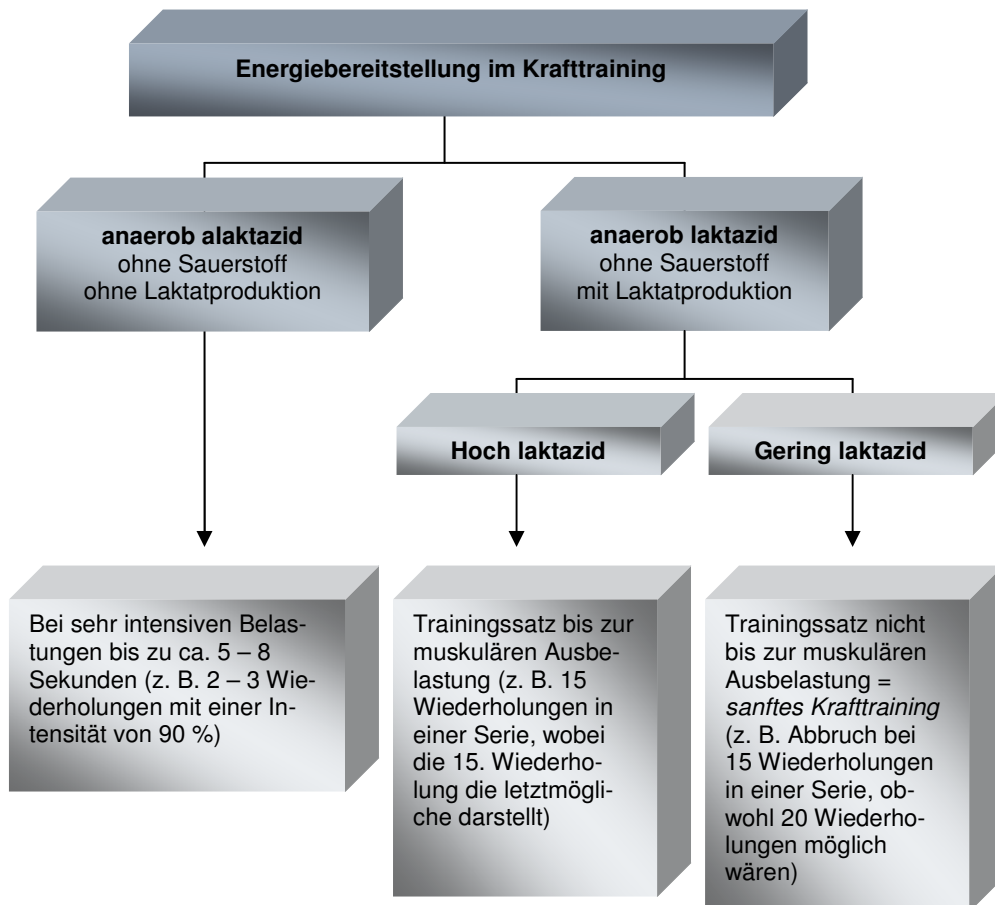 Energiebereitstellung im Krafttraining
anaerob alaktazid
ohne Sauerstoff
ohne Laktatproduktion
anaerob laktazid
ohne Sauerstoff
mit Laktatproduktion
Hoch laktazid
Gering laktazid
Bei sehr intensiven Belas-
tungen bis zu ca. 5 – 8
Sekunden (z. B. 2 – 3 Wie-
derholungen mit einer In-
tensität von 90 %)
Trainingssatz bis zur
muskulären Ausbe-
lastung (z. B. 15
Wiederholungen in
einer Serie, wobei
die 15. Wiederho-
lung die letztmögli-
che darstellt)
Trainingssatz nicht
bis zur muskulären
Ausbelastung =
sanftes Krafttraining
(z. B. Abbruch bei
15 Wiederholungen
in einer Serie, ob-
wohl 20 Wiederho-
lungen möglich
wären)